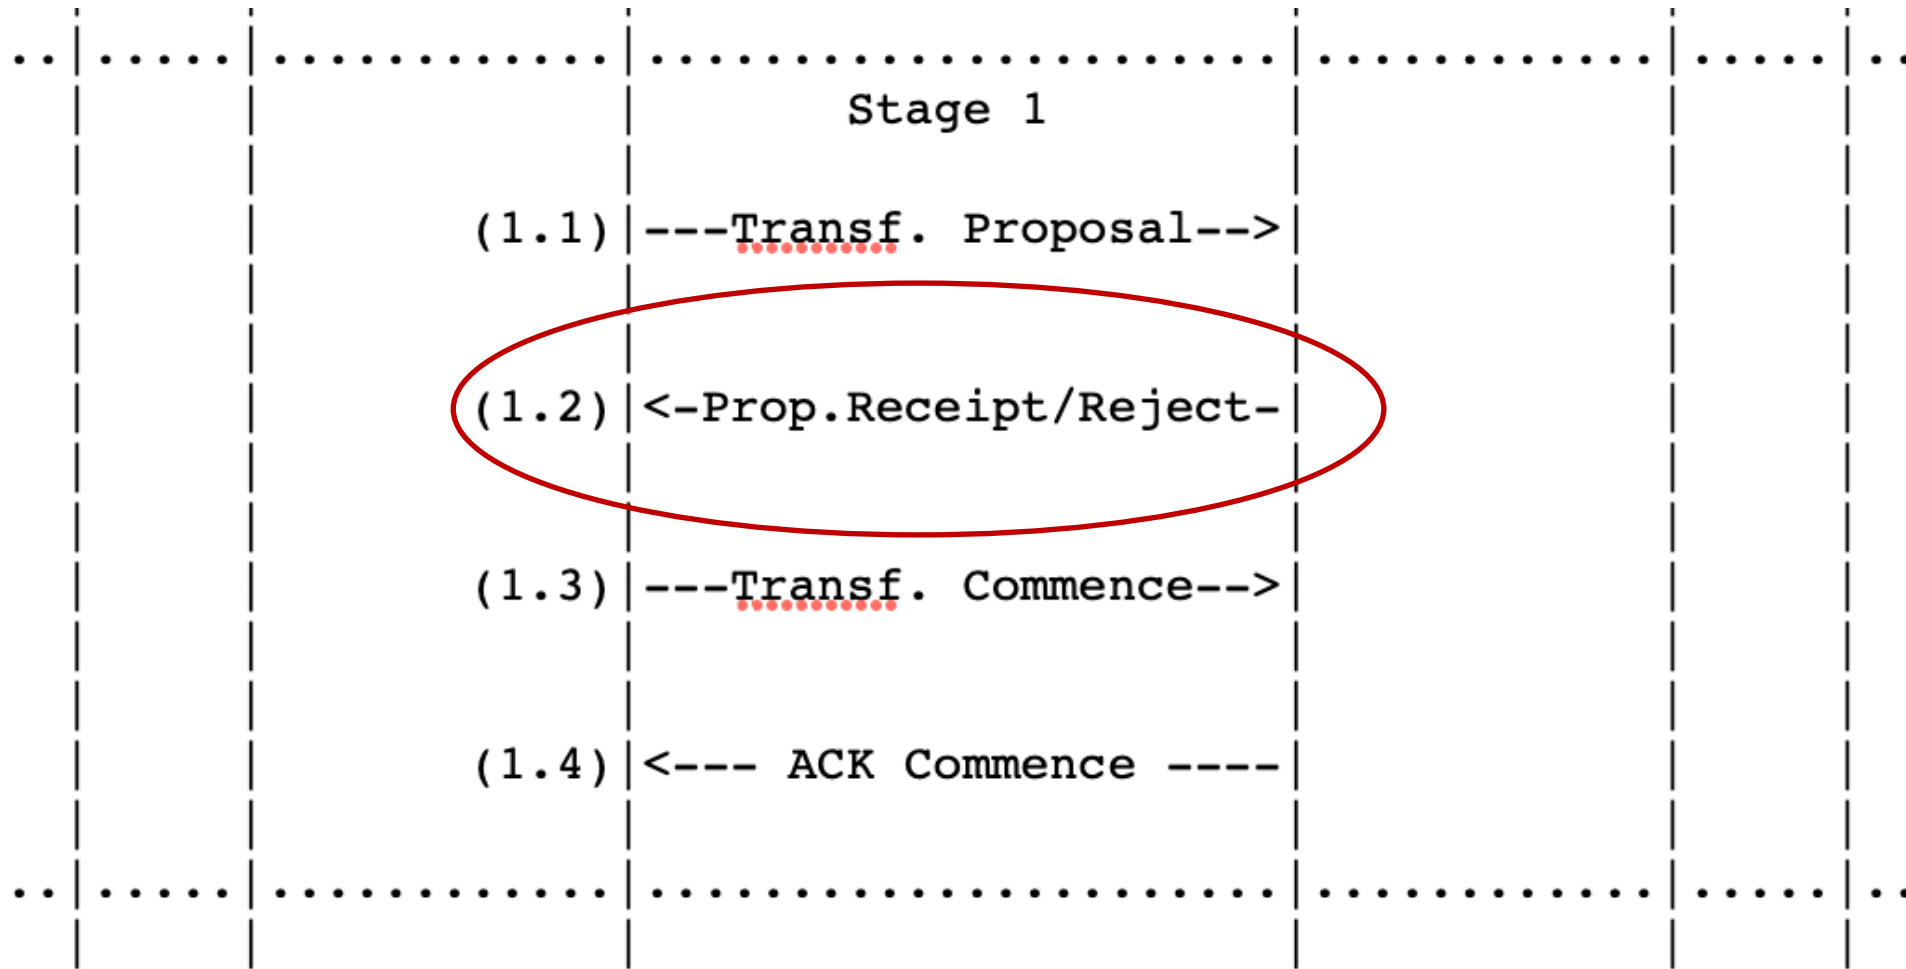 Stage 1
(1.1)|---Transf. Proposal-->|
(1.2)|<-Prop.Receipt/Reject-|
(1.3)|---Transf. Commence-->|
(1.4)|<--- ACK Commence ----|